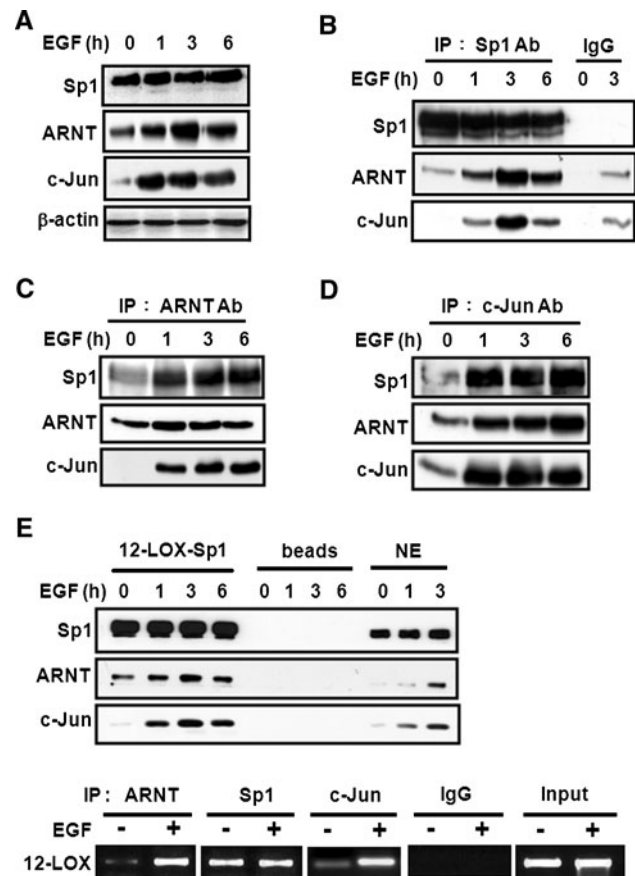 A
EGF (h) 0 1 3 6
Sp1
ARNT
c-Jun
β-actin
B
IP : Sp1 Ab IgG
EGF (h) 0 1 3 6 0 3
Sp1
ARNT
c-Jun
C
IP : ARNT Ab
EGF (h) 0 1 3 6
Sp1
ARNT
c-Jun
D
IP : c-Jun Ab
EGF (h) 0 1 3 6
Sp1
ARNT
c-Jun
E
12-LOX-Sp1 beads NE
EGF (h) 0 1 3 6 0 1 3 6 0 1 3
Sp1
ARNT
c-Jun
IP : ARNT Sp1 c-Jun IgG Input
EGF - + - + - + - + - +
12-LOX